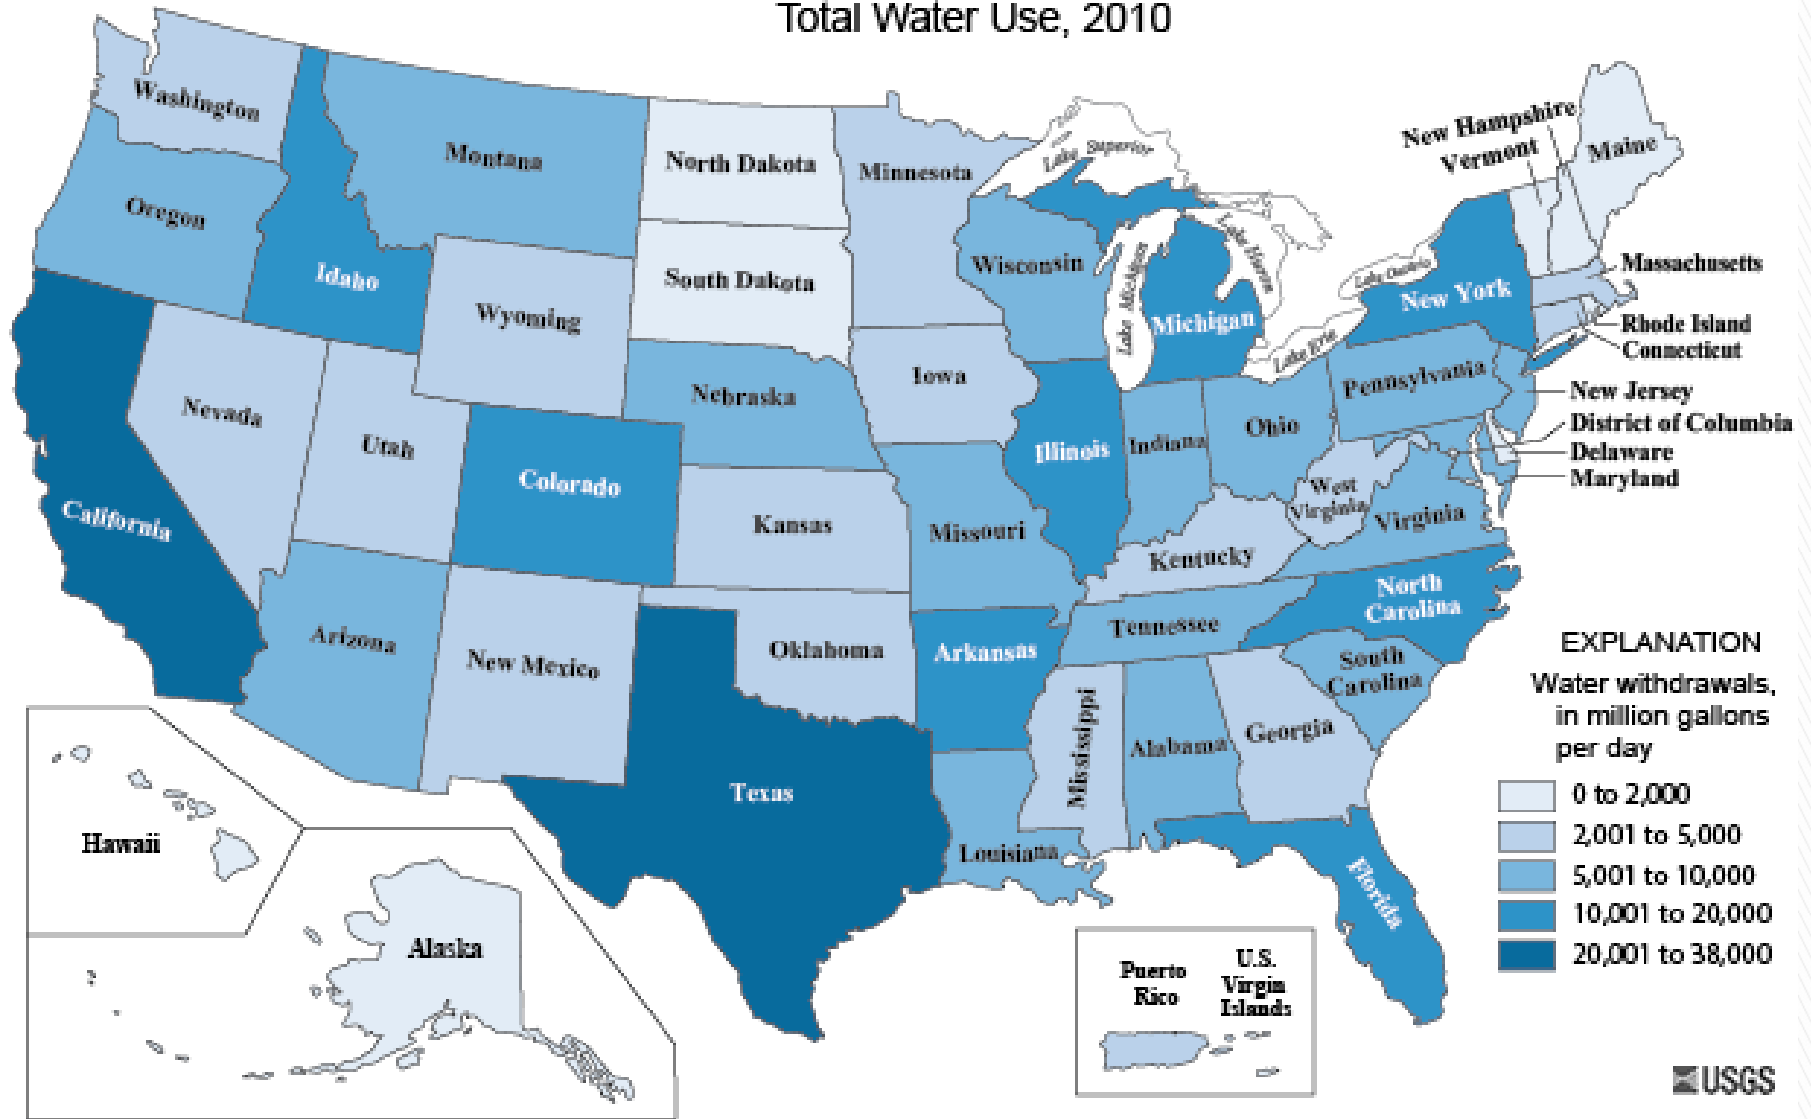 Total Water Use, 2010
Washington
Oregon
Idaho
Montana
North Dakota
South Dakota
Minnesota
Wisconsin
Lake Superior
Lake Michigan
Lake Huron
Lake Ontario
Lake Erie
Michigan
New Hampshire
Vermont
Maine
Massachusetts
New York
Rhode Island
Connecticut
Wyoming
Iowa
Nebraska
Pennsylvania
New Jersey
District of Columbia
Delaware
Maryland
Nevada
Utah
Colorado
Kansas
Missouri
Illinois
Indiana
Ohio
West
Virginia
Virginia
Kentucky
California
Arizona
New Mexico
Oklahoma
Arkansas
Tennessee
North
Carolina
South
Carolina
Mississippi
Alabama
Georgia
Texas
Louisiana
Florida
Hawaii
Alaska
Puerto
Rico
U.S.
Virgin
Islands
EXPLANATION
Water withdrawals,
in million gallons
per day
0 to 2,000
2,001 to 5,000
5,001 to 10,000
10,001 to 20,000
20,001 to 38,000
USGS